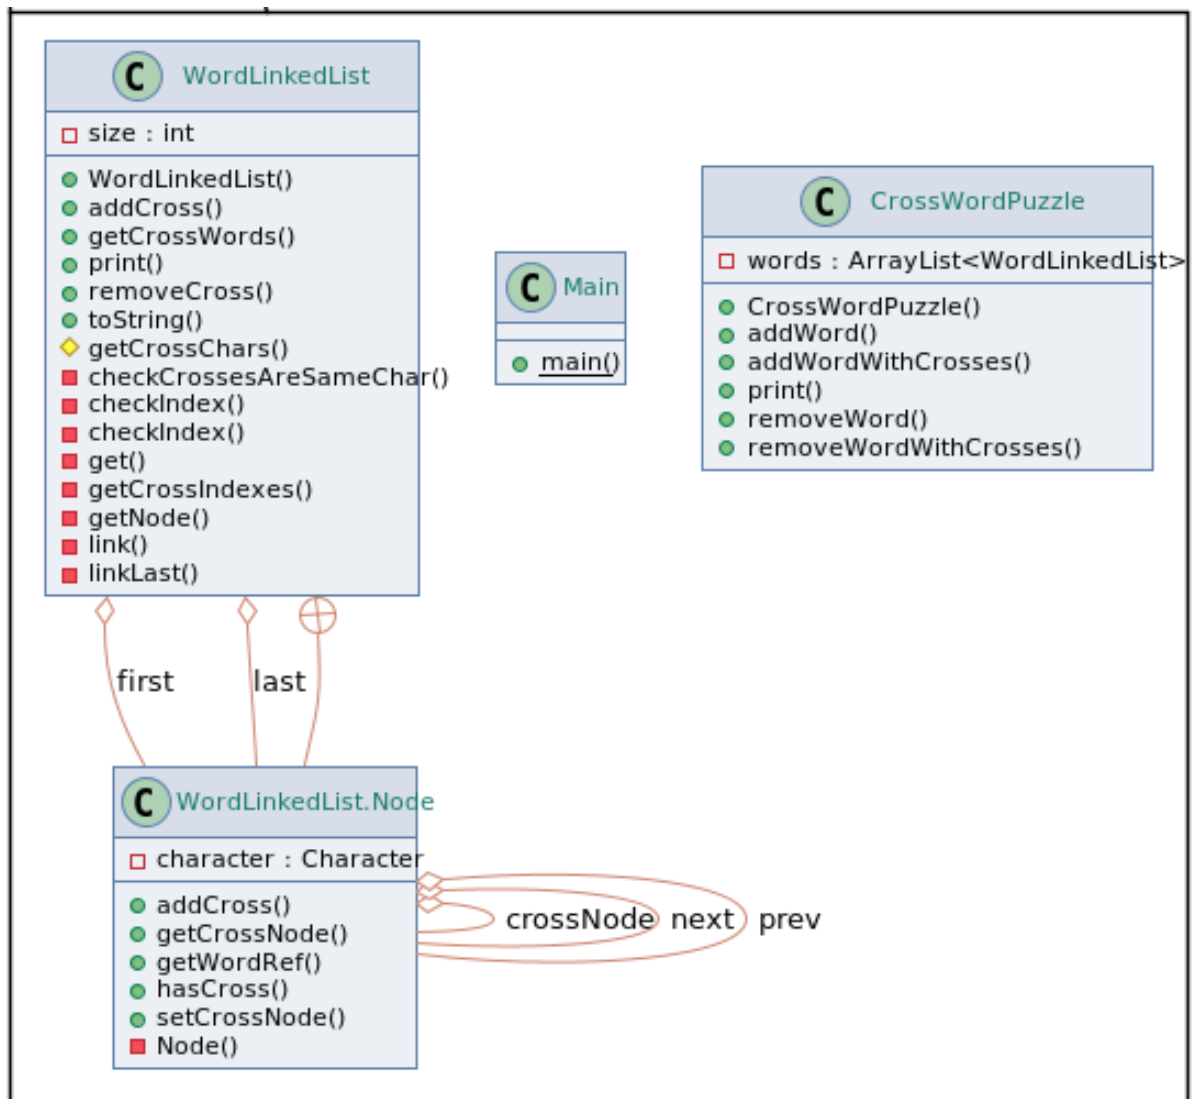 C WordLinkedList
size : int
WordLinkedList()
addCross()
getCrossWords()
print()
removeCross()
toString()
getCrossChars()
checkCrossesAreSameChar()
checkIndex()
checkIndex()
get()
getCrossIndexes()
getNode()
link()
linkLast()
C Main
main()
C CrossWordPuzzle
words : ArrayList<WordLinkedList>
CrossWordPuzzle()
addWord()
addWordWithCrosses()
print()
removeWord()
removeWordWithCrosses()
first
last
C WordLinkedList.Node
character : Character
addCross()
getCrossNode()
getWordRef()
hasCross()
setCrossNode()
Node()
crossNode
next
prev